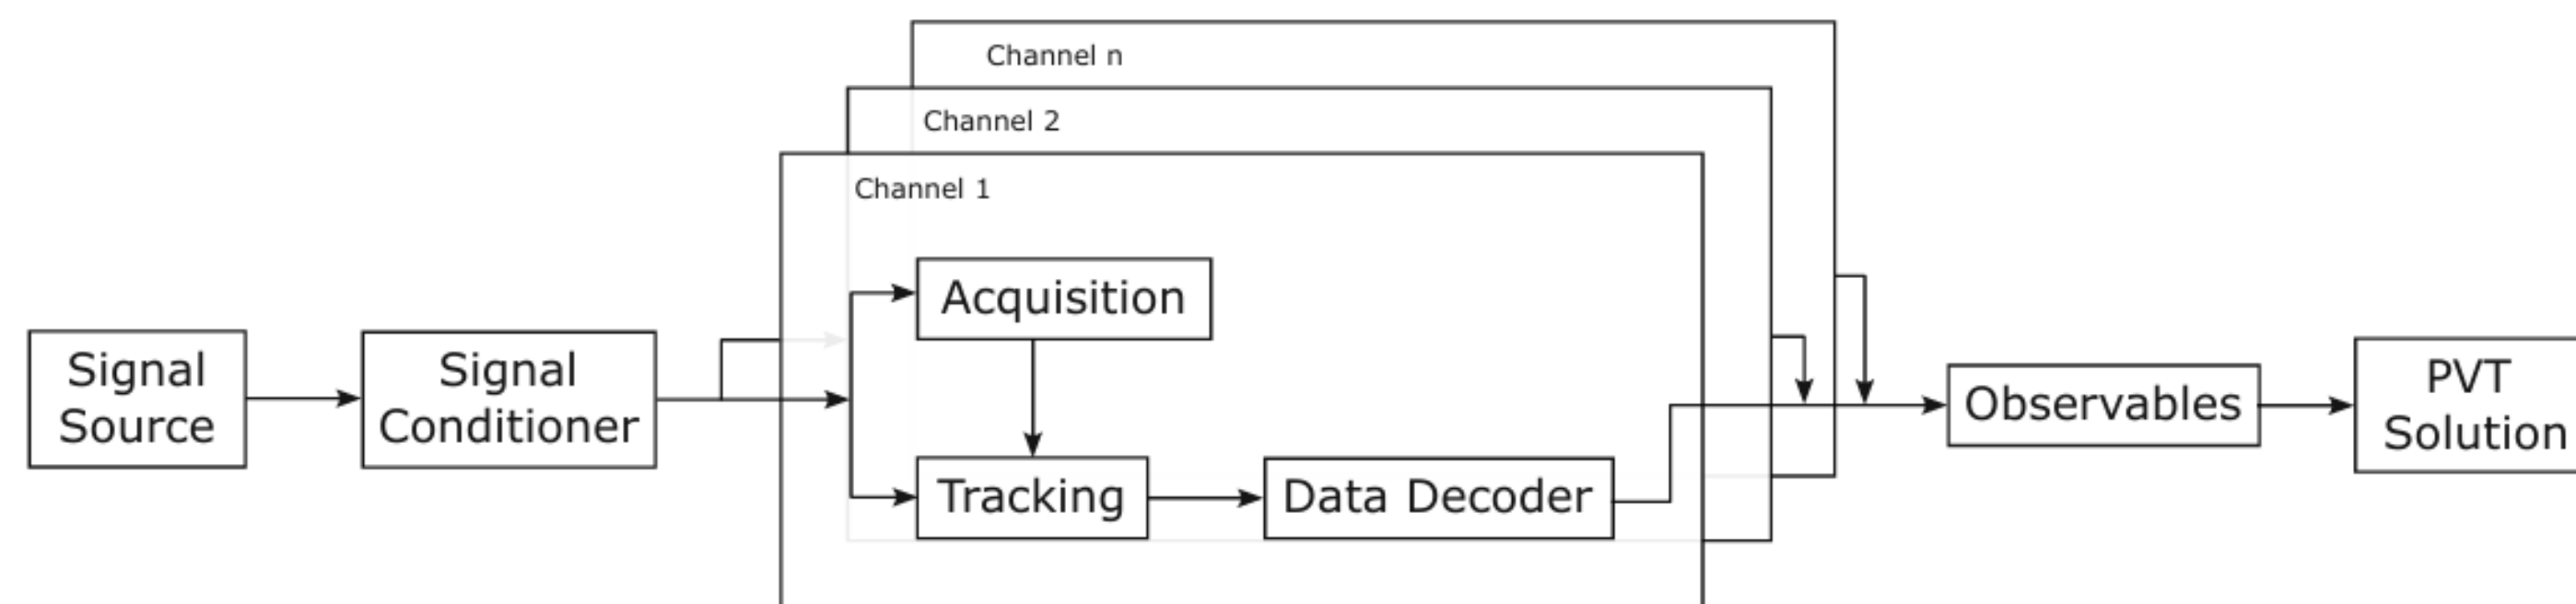 Channel n
Channel 2
Channel 1
Acquisition
Signal
Source
Signal
Conditioner
Tracking
Data Decoder
Observables
PVT
Solution